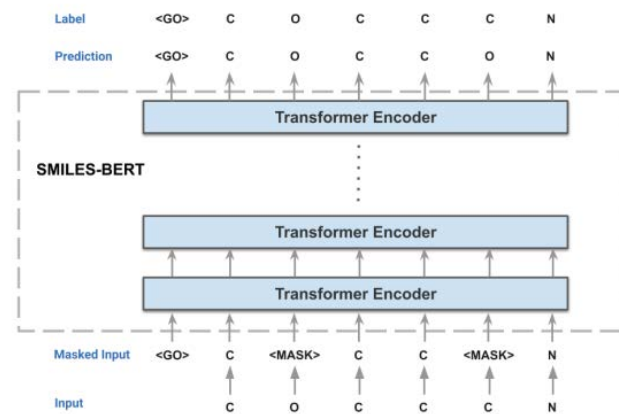 Label <GO> C O C C C N
Prediction <GO> C O C C O N
Transformer Encoder
SMILES-BERT
Transformer Encoder
Transformer Encoder
Masked Input <GO> C <MASK> C C <MASK> N
Input C O C C C N